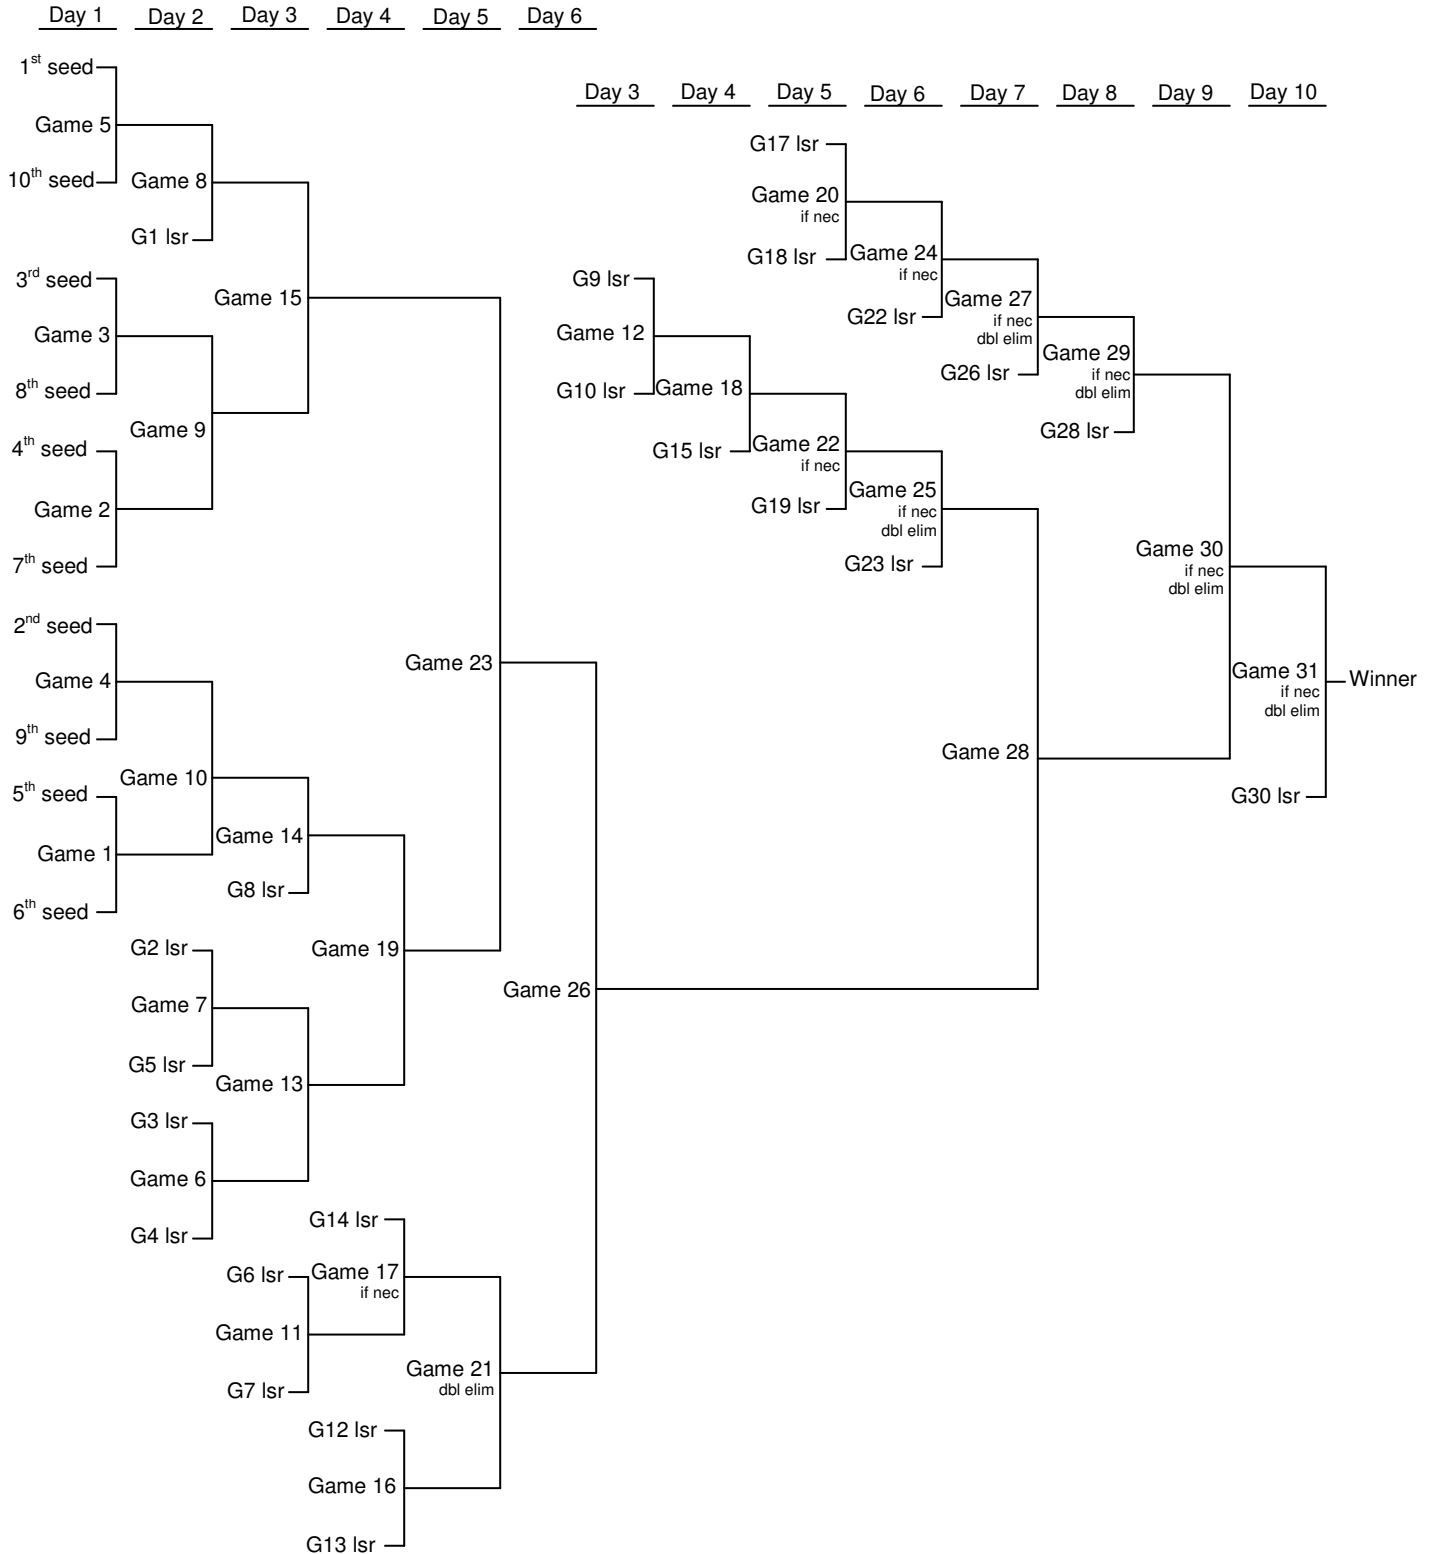 Day 1 Day 2 Day 3 Day 4 Day 5 Day 6
1st seed
Game 5
10th seed
Game 8
G1 lsr
3rd seed
Game 15
Game 3
8th seed
Game 9
4th seed
Game 2
7th seed
2nd seed
Game 23
Game 4
9th seed
Game 10
5th seed
Game 14
Game 1
G8 lsr
6th seed
G2 lsr
Game 19
Game 7
Game 26
G5 lsr
Game 13
G3 lsr
Game 6
G4 lsr
G14 lsr
G6 lsr
Game 17
if nec
Game 11
Game 21
dbl elim
G7 lsr
G12 lsr
Game 16
G13 lsr
Day 3 Day 4 Day 5 Day 6 Day 7 Day 8 Day 9 Day 10
G17 lsr
Game 20
if nec
G18 lsr
Game 24
if nec
G9 lsr
Game 27
if nec
dbl elim
G22 lsr
Game 12
Game 29
if nec
dbl elim
G26 lsr
G10 lsr
Game 18
G28 lsr
G15 lsr
Game 22
if nec
Game 25
if nec
dbl elim
G19 lsr
G23 lsr
Game 30
if nec
dbl elim
Game 31
if nec
dbl elim
Winner
Game 28
G30 lsr